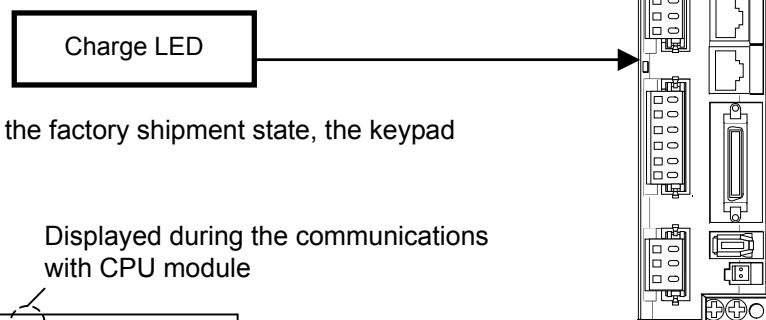 Charge LED
the factory shipment state, the keypad
Displayed during the communications
with CPU module